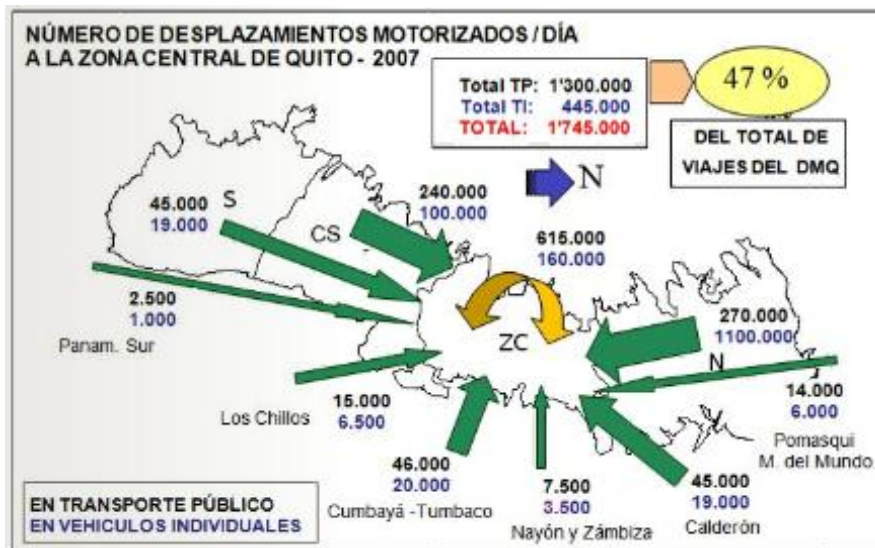 NÚMERO DE DESPLAZAMIENTOS MOTORIZADOS / DÍA
A LA ZONA CENTRAL DE QUITO - 2007
Total TP: 1'300.000
Total TI: 445.000
TOTAL: 1'745.000
47 %
DEL TOTAL DE
VIAJES DEL DMQ
N
45.000
19.000
S
CS
240.000
100.000
615.000
160.000
2.500
1.000
Panam. Sur
ZC
270.000
1100.000
N
15.000
6.500
Los Chillos
14.000
6.000
Pomasqui
M. del Mundo
46.000
20.000
Cumbayá -Tumbaco
7.500
3.500
Nayón y Zámbiza
45.000
19.000
Calderón
EN TRANSPORTE PÚBLICO
EN VEHICULOS INDIVIDUALES